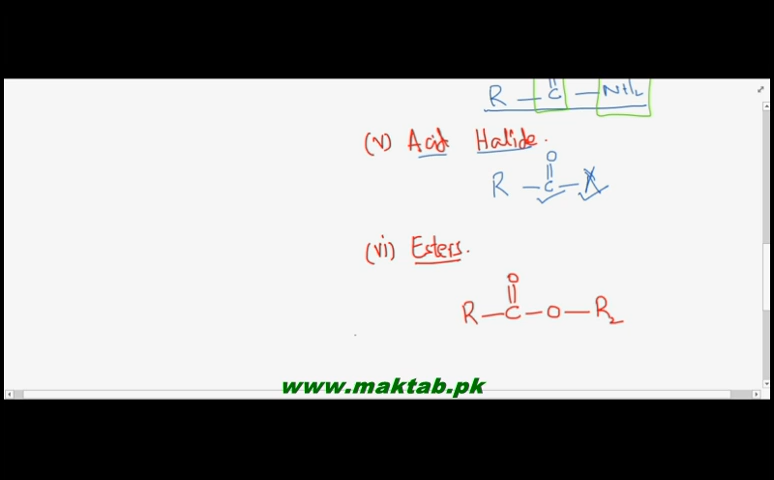 R — C — NH2
(v) Acid Halide.
O
R — C — X
(vi) Esters.
O
R — C — O — R2
www.maktab.pk